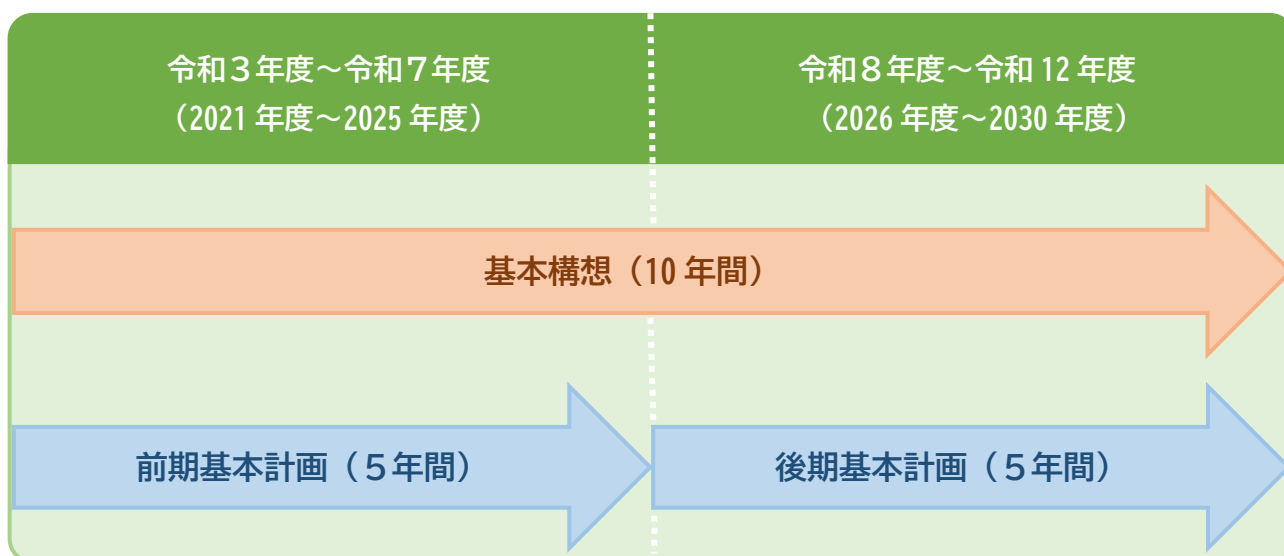 令和３年度～令和７年度
（2021 年度～2025 年度）
令和８年度～令和 12 年度
（2026 年度～2030 年度）
基本構想（10 年間）
前期基本計画（５年間）
後期基本計画（５年間）